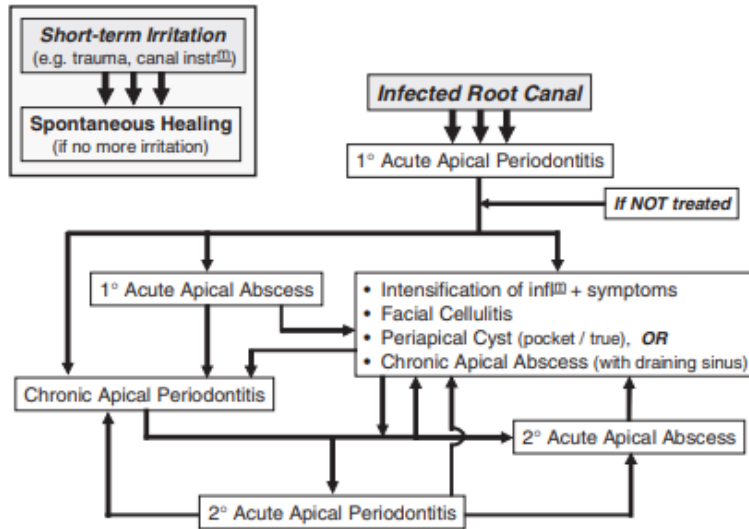 Short-term Irritation
(e.g. trauma, canal instrᵐ)
Spontaneous Healing
(if no more irritation)
Infected Root Canal
1° Acute Apical Periodontitis
If NOT treated
1° Acute Apical Abscess
• Intensification of inflᵐ + symptoms
• Facial Cellulitis
• Periapical Cyst (pocket / true), OR
• Chronic Apical Abscess (with draining sinus)
Chronic Apical Periodontitis
2° Acute Apical Abscess
2° Acute Apical Periodontitis